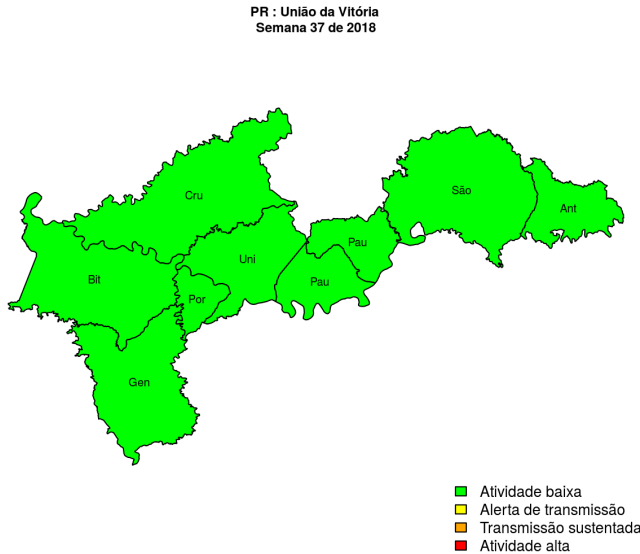 PR : União da Vitória
Semana 37 de 2018
Cru
São
Ant
Pau
Uni
Bit
Pau
Por
Gen
Atividade baixa
Alerta de transmissão
Transmissão sustentada
Atividade alta